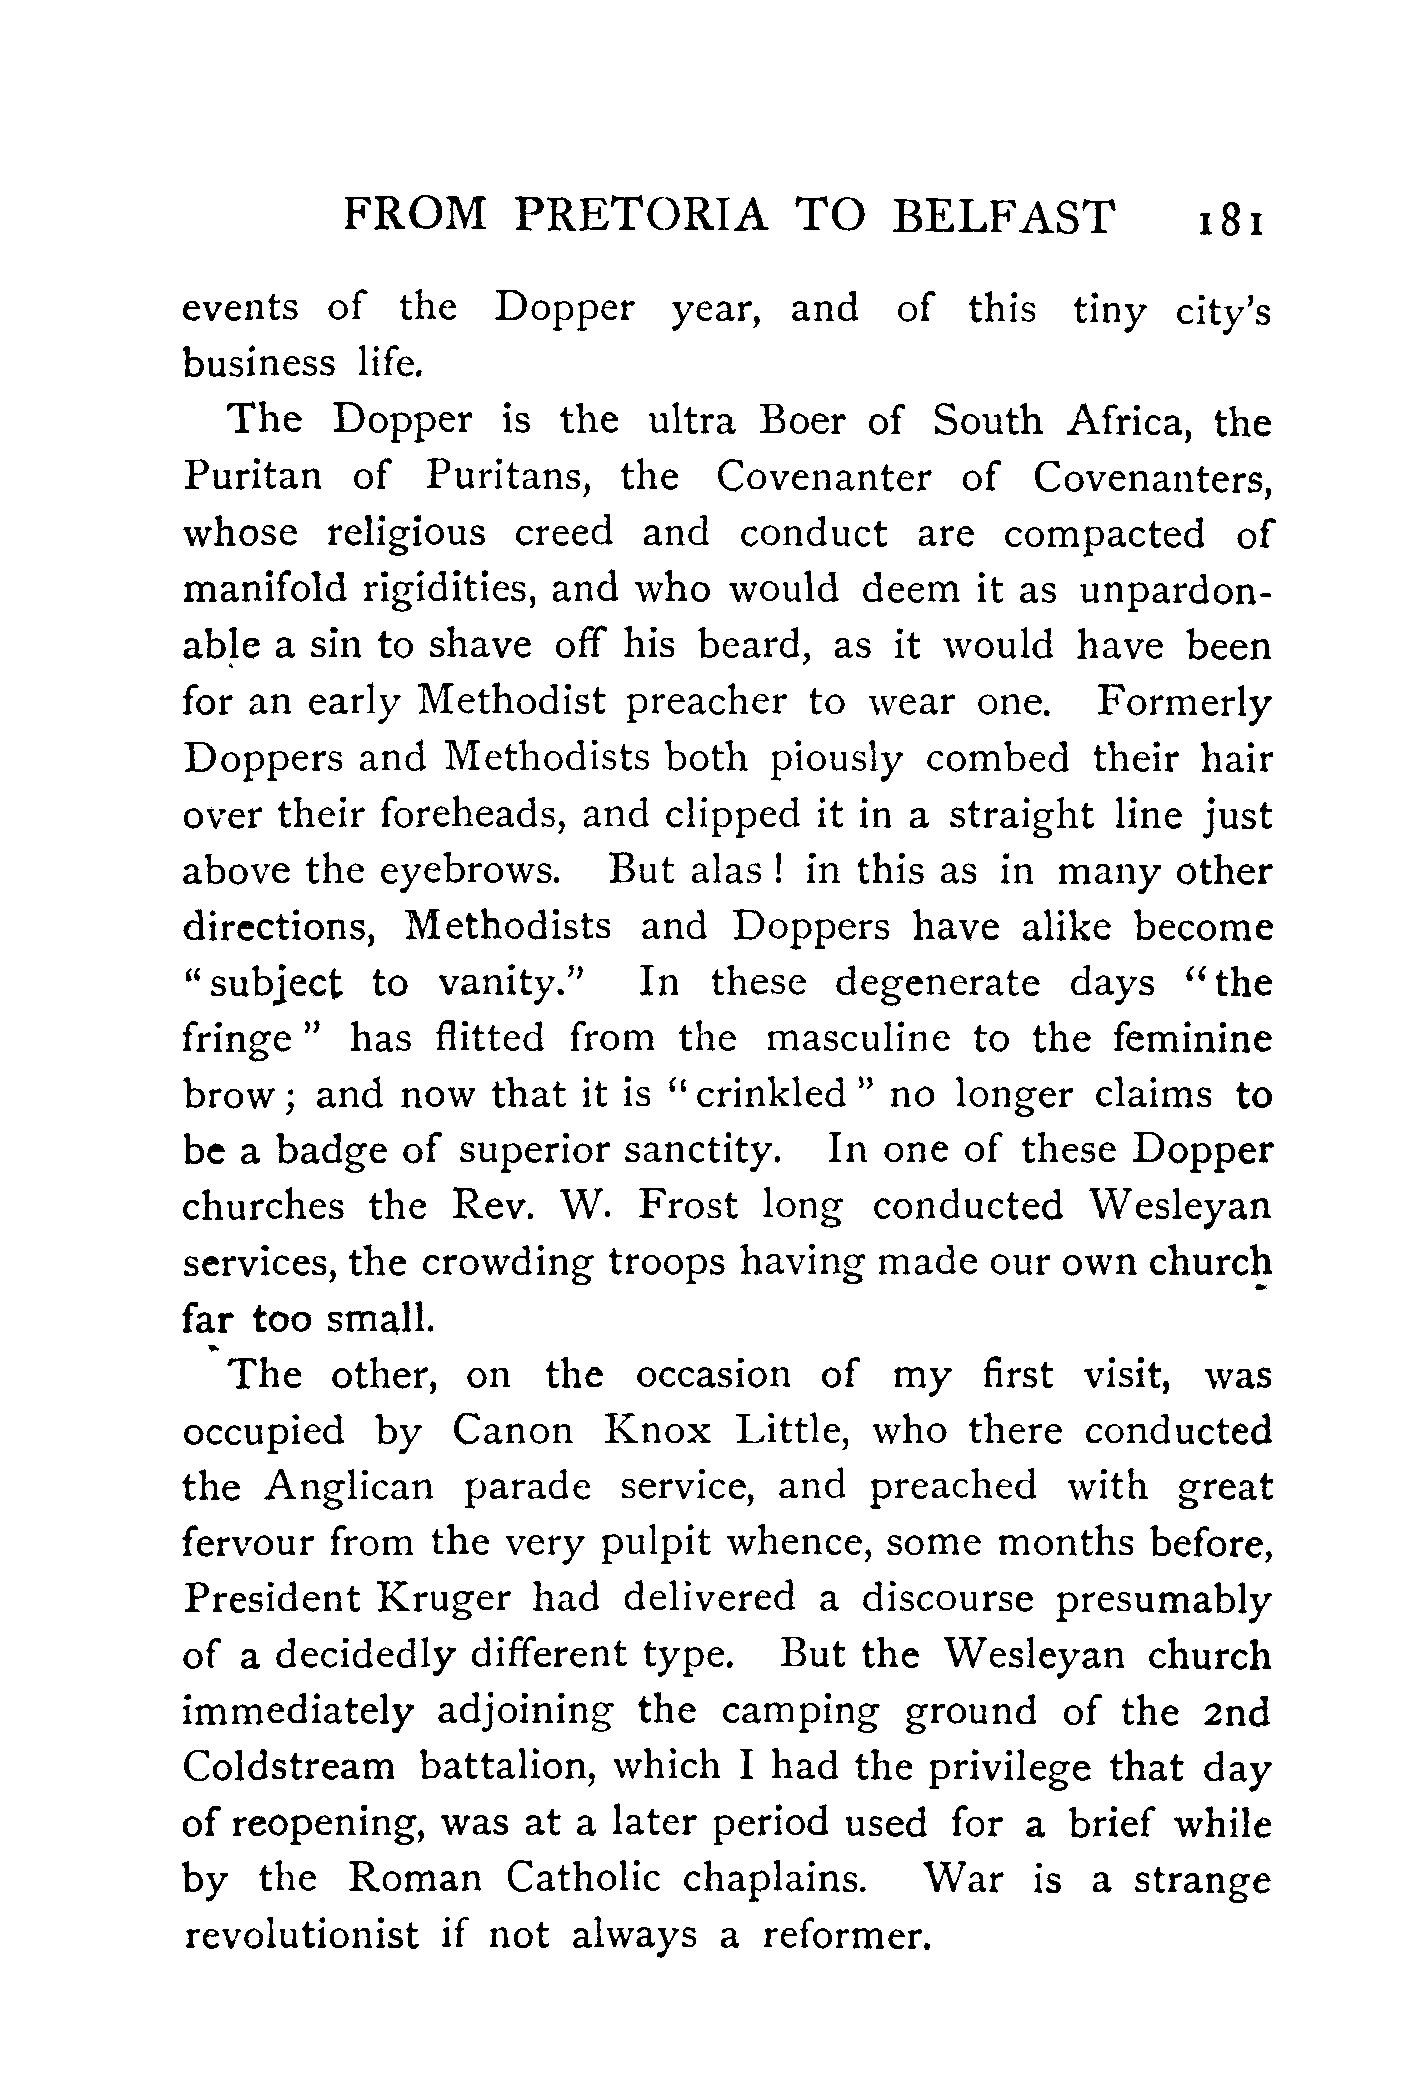 FROM PRETORIA TO BELFAST 181
events of the Dopper year, and of this tiny city's
business life.
The Dopper is the ultra Boer of South Africa, the
Puritan of Puritans, the Covenanter of Covenanters,
whose religious creed and conduct are compacted of
manifold rigidities, and who would deem it as unpardon-
able a sin to shave off his beard, as it would have been
for an early Methodist preacher to wear one. Formerly
Doppers and Methodists both piously combed their hair
over their foreheads, and clipped it in a straight line just
above the eyebrows. But alas! in this as in many other
directions, Methodists and Doppers have alike become
"subject to vanity." In these degenerate days "the
fringe" has flitted from the masculine to the feminine
brow; and now that it is "crinkled" no longer claims to
be a badge of superior sanctity. In one of these Dopper
churches the Rev. W. Frost long conducted Wesleyan
services, the crowding troops having made our own church
far too small.
The other, on the occasion of my first visit, was
occupied by Canon Knox Little, who there conducted
the Anglican parade service, and preached with great
fervour from the very pulpit whence, some months before,
President Kruger had delivered a discourse presumably
of a decidedly different type. But the Wesleyan church
immediately adjoining the camping ground of the 2nd
Coldstream battalion, which I had the privilege that day
of reopening, was at a later period used for a brief while
by the Roman Catholic chaplains. War is a strange
revolutionist if not always a reformer.